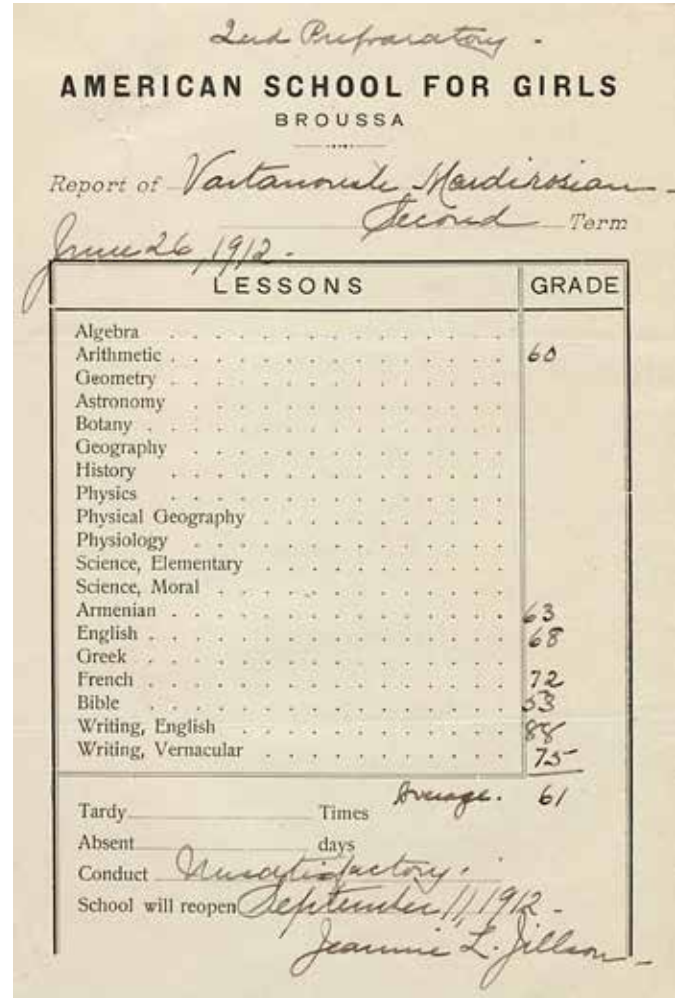 2nd Preparatory -
AMERICAN SCHOOL FOR GIRLS
BROUSSA
Report of Vartanoush Mardirosian -
Second Term
June 26, 1912.
LESSONS GRADE
Algebra
Arithmetic 60
Geometry
Astronomy
Botany
Geography
History
Physics
Physical Geography
Physiology
Science, Elementary
Science, Moral
Armenian 63
English 68
Greek
French 72
Bible 53
Writing, English 88
Writing, Vernacular 75
Average. 61
Tardy Times
Absent days
Conduct Unsatisfactory.
School will reopen September 11, 1912 -
Jeannie L. Jillson -